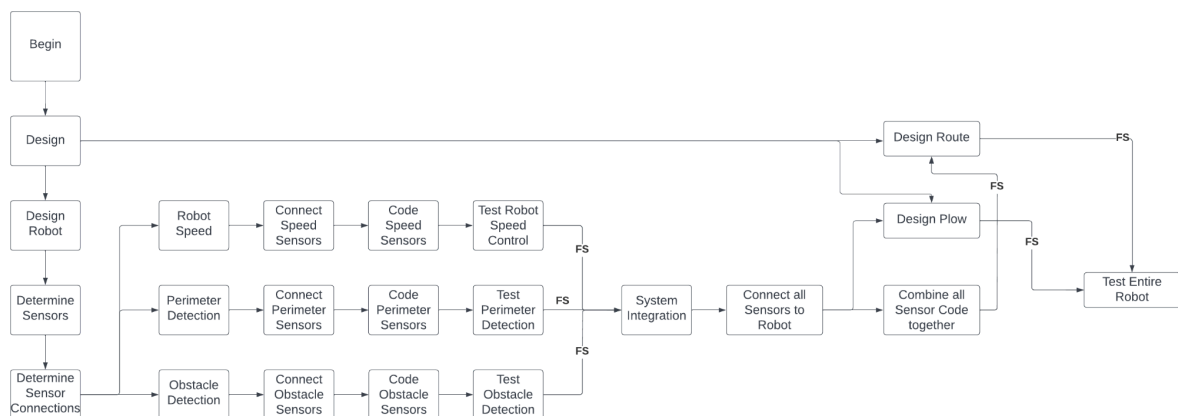 Begin
Design
Design Route
FS
FS
Design
Robot
Robot
Speed
Connect
Speed
Sensors
Code
Speed
Sensors
Test Robot
Speed
Control
FS
Design Plow
FS
Determine
Sensors
Perimeter
Detection
Connect
Perimeter
Sensors
Code
Perimeter
Sensors
Test
Perimeter
Detection
FS
System
Integration
Connect all
Sensors to
Robot
Combine all
Sensor Code
together
Test Entire
Robot
FS
Determine
Sensor
Connections
Obstacle
Detection
Connect
Obstacle
Sensors
Code
Obstacle
Sensors
Test
Obstacle
Detection